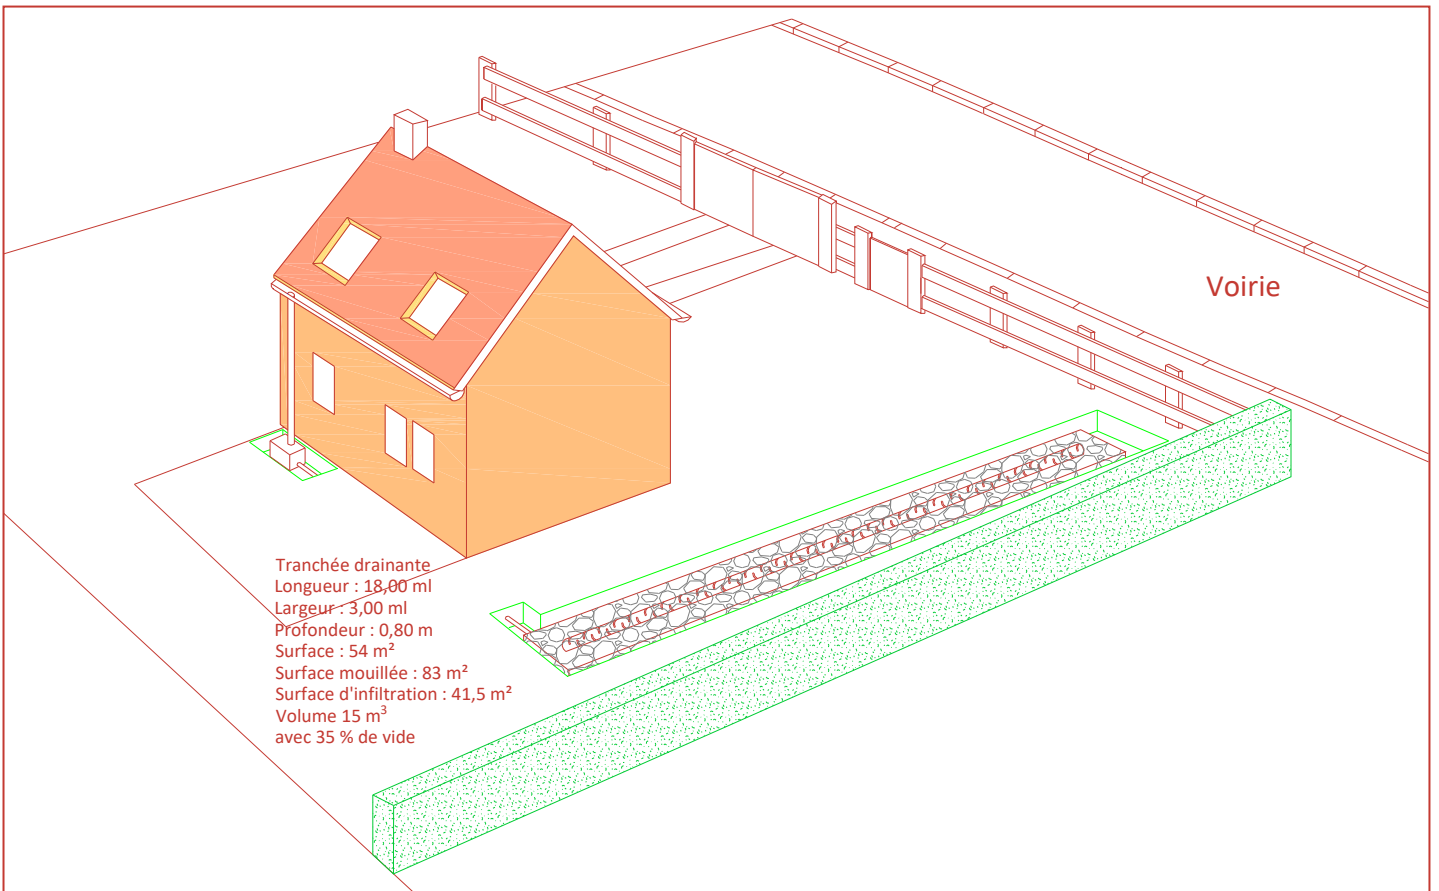 Voirie
Tranchée drainante
Longueur : 18,00 ml
Largeur : 3,00 ml
Profondeur : 0,80 m
Surface : 54 m²
Surface mouillée : 83 m²
Surface d'infiltration : 41,5 m²
Volume 15 m³
avec 35 % de vide